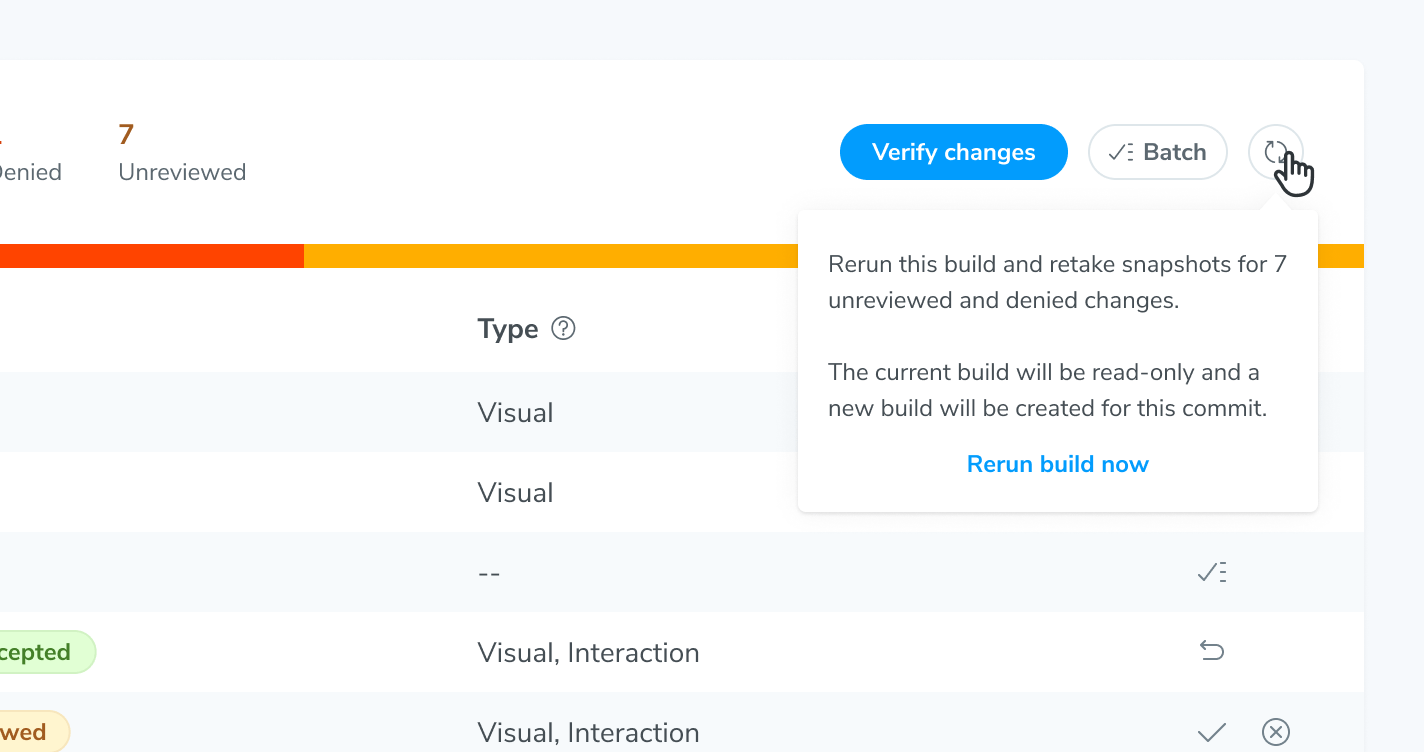 7
Denied
Unreviewed
Verify changes
Batch
Rerun this build and retake snapshots for 7
unreviewed and denied changes.
The current build will be read-only and a
new build will be created for this commit.
Rerun build now
Type
Visual
Visual
--
cepted
Visual, Interaction
wed
Visual, Interaction